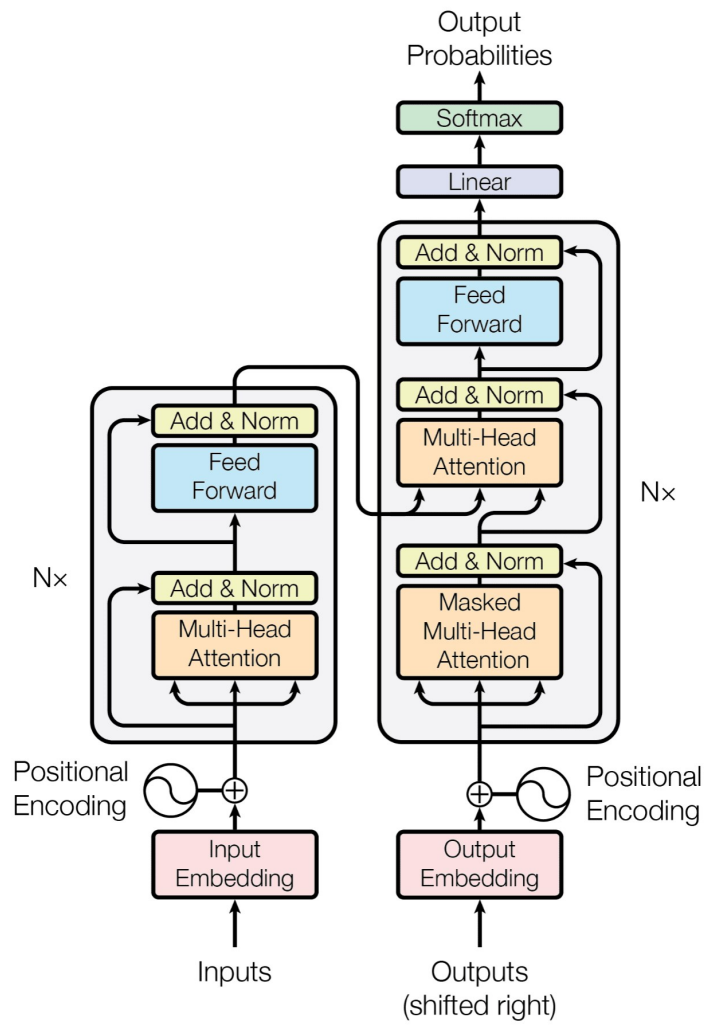 Output
Probabilities
Softmax
Linear
Add & Norm
Feed
Forward
Add & Norm
Multi-Head
Attention
Add & Norm
Masked
Multi-Head
Attention
N×
Add & Norm
Feed
Forward
Add & Norm
Multi-Head
Attention
N×
Positional
Encoding
Positional
Encoding
Input
Embedding
Output
Embedding
Inputs
Outputs
(shifted right)